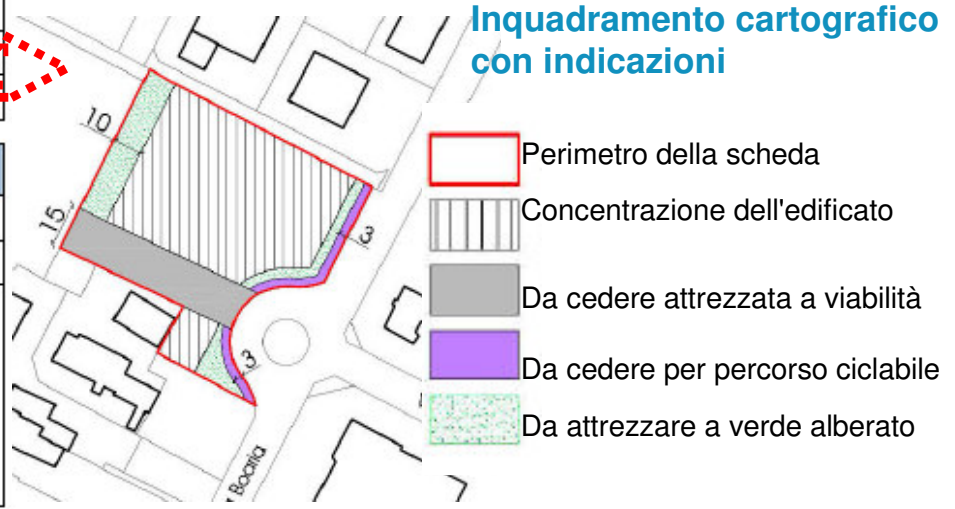 Inquadramento cartografico
con indicazioni
10
15
3
3
Boaria
Perimetro della scheda
Concentrazione dell'edificato
Da cedere attrezzata a viabilità
Da cedere per percorso ciclabile
Da attrezzare a verde alberato